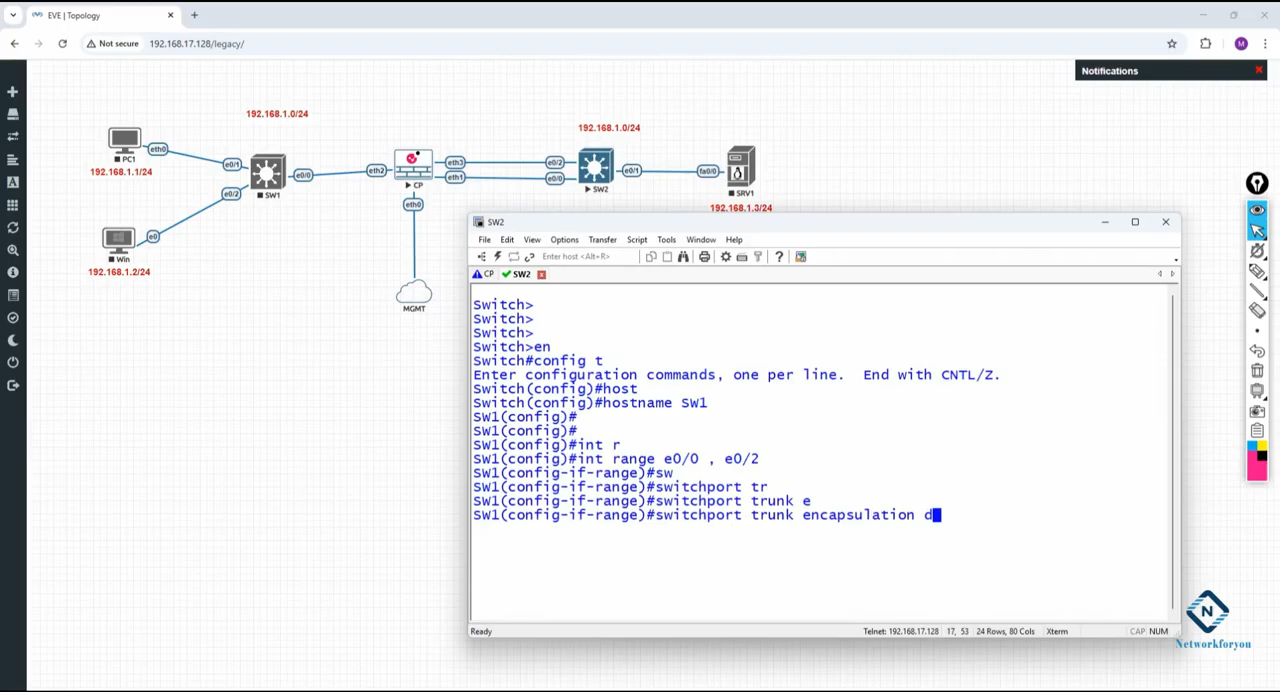 EVE | Topology
Not secure
192.168.17.128/legacy/
M
Notifications
192.168.1.0/24
192.168.1.0/24
PC1
eth0
e0/1
192.168.1.1/24
e0/2
SW1
e0/0
eth2
CP
eth3
eth1
e0/2
e0/0
SW2
e0/1
fa0/0
SRV1
192.168.1.3/24
eth0
Win
e0
192.168.1.2/24
MGMT
SW2
File Edit View Options Transfer Script Tools Window Help
Enter host <Alt+R>
CP
SW2
Switch>
Switch>
Switch>
Switch>en
Switch#config t
Enter configuration commands, one per line.  End with CNTL/Z.
Switch(config)#host
Switch(config)#hostname SW1
SW1(config)#
SW1(config)#
SW1(config)#int r
SW1(config)#int range e0/0 , e0/2
SW1(config-if-range)#sw
SW1(config-if-range)#switchport tr
SW1(config-if-range)#switchport trunk e
SW1(config-if-range)#switchport trunk encapsulation d
Ready
Telnet: 192.168.17.128
17, 53
24 Rows, 80 Cols
Xterm
CAP NUM
N
Networkforyou